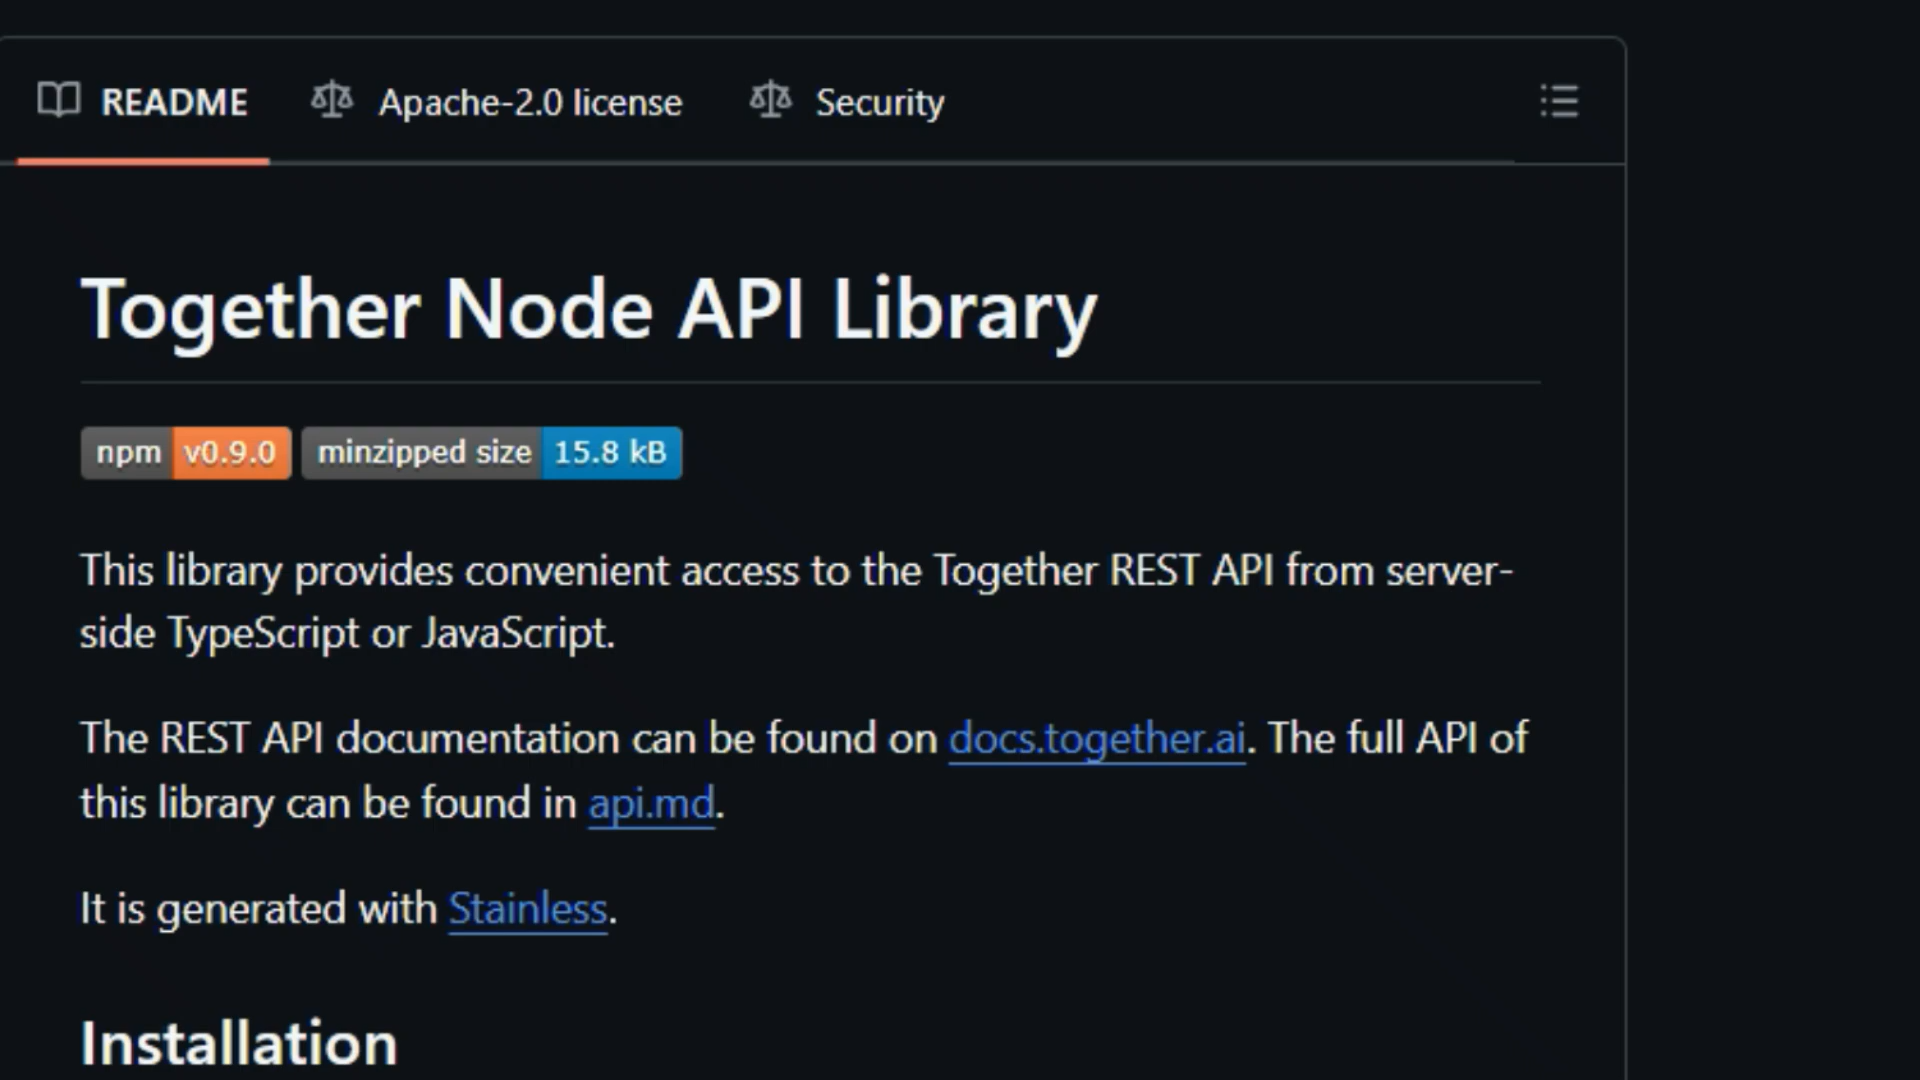 README Apache-2.0 license Security
Together Node API Library
npm v0.9.0 minzipped size 15.8 kB
This library provides convenient access to the Together REST API from server-
side TypeScript or JavaScript.
The REST API documentation can be found on docs.together.ai. The full API of
this library can be found in api.md.
It is generated with Stainless.
Installation